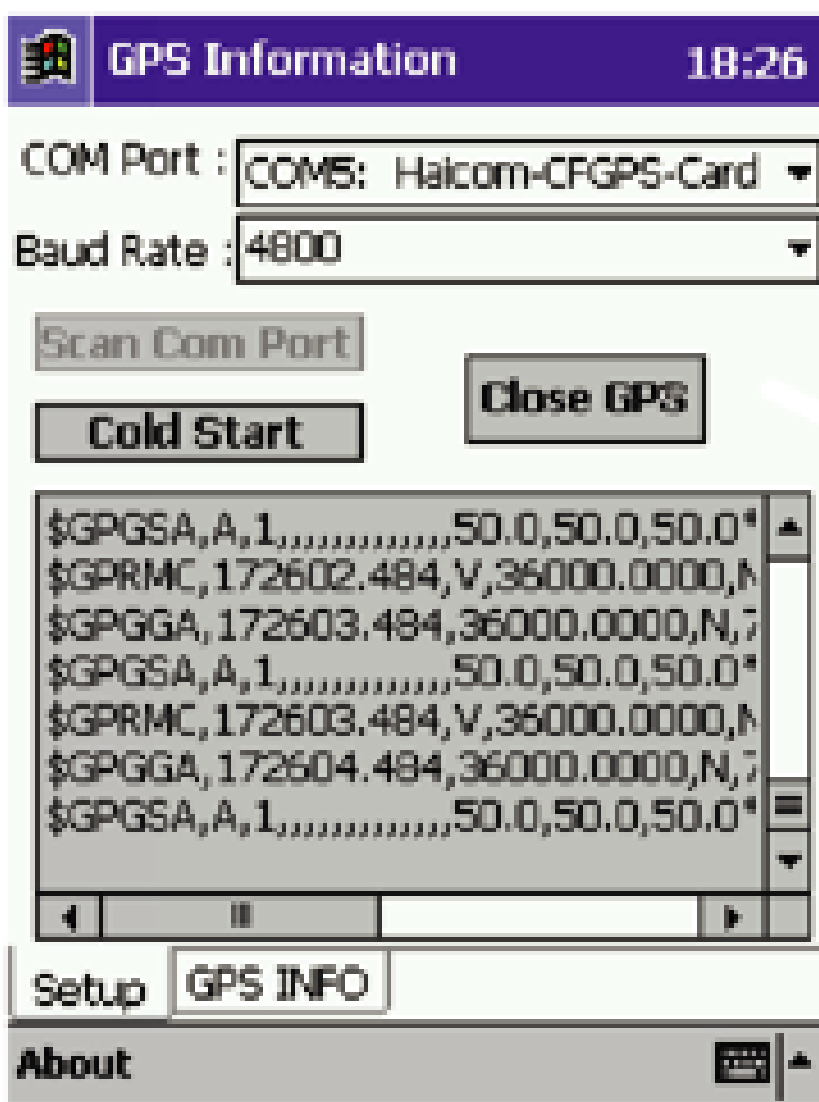 GPS Information 18:26
COM Port : COM5: Haicom-CFGPS-Card
Baud Rate : 4800
Scan Com Port
Close GPS
Cold Start
$GPGSA,A,1,,,,,,,,,,,,,50.0,50.0,50.0*
$GPRMC,172602.484,V,36000.0000,N
$GPGGA,172603.484,36000.0000,N,7
$GPGSA,A,1,,,,,,,,,,,,,50.0,50.0,50.0*
$GPRMC,172603.484,V,36000.0000,N
$GPGGA,172604.484,36000.0000,N,7
$GPGSA,A,1,,,,,,,,,,,,,50.0,50.0,50.0*
Setup GPS INFO
About